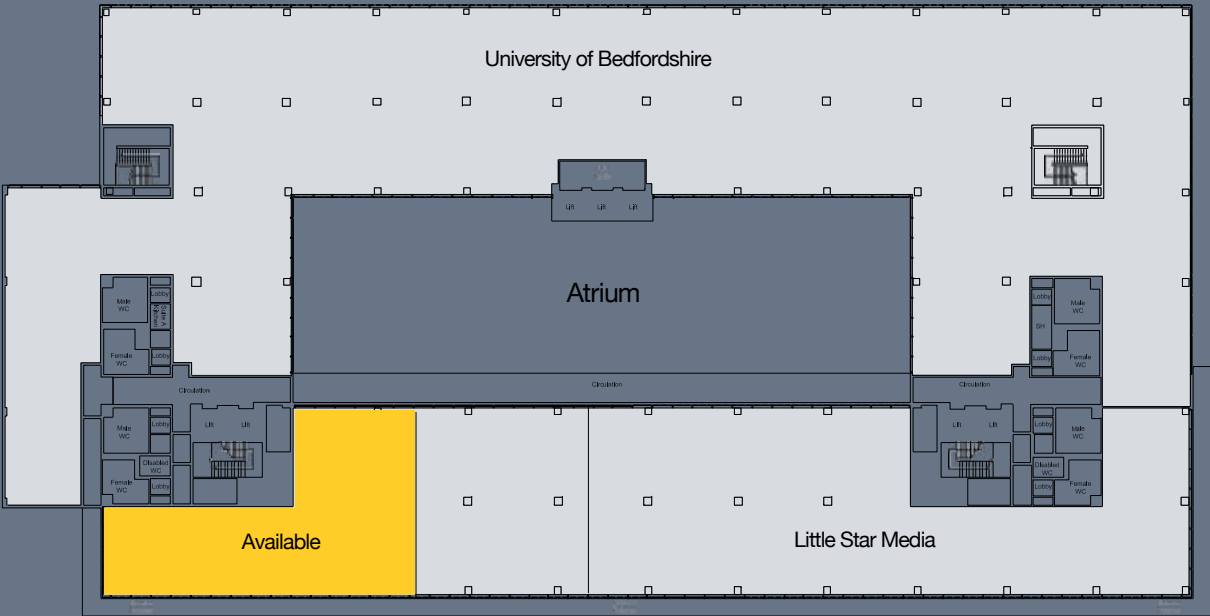 University of Bedfordshire
Lift Lift Lift
Atrium
Male
WC
Lobby
Suite A
Kitchen
Female
WC
Lobby
Lobby
Male
WC
SH
Lobby
Female
WC
Circulation
Circulation
Circulation
Male
WC
Lobby
Lift Lift
Disabled
WC
Female
WC
Lobby
Lift Lift
Lobby
Male
WC
Disabled
WC
Lobby
Female
WC
Available
Little Star Media